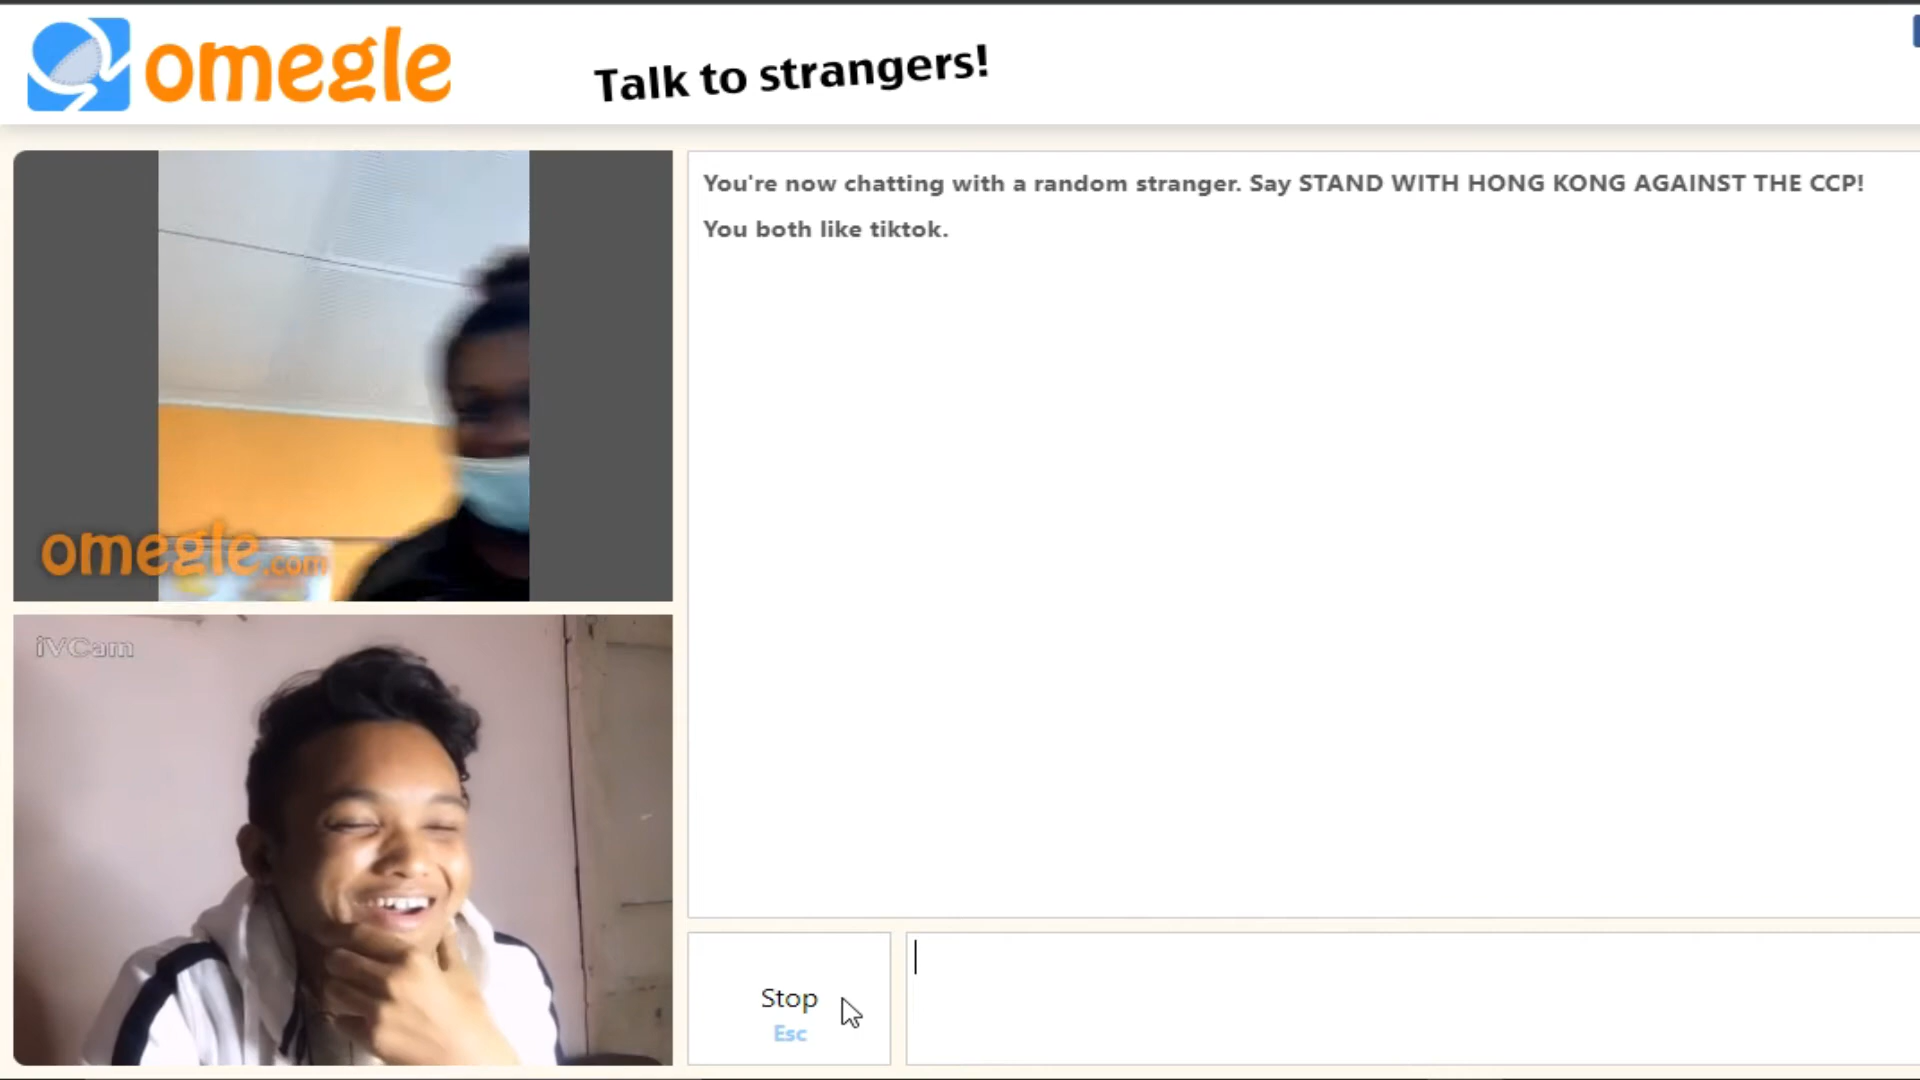 omegle
Talk to strangers!
You're now chatting with a random stranger. Say STAND WITH HONG KONG AGAINST THE CCP!
You both like tiktok.
omegle.com
iVCam
Stop
Esc